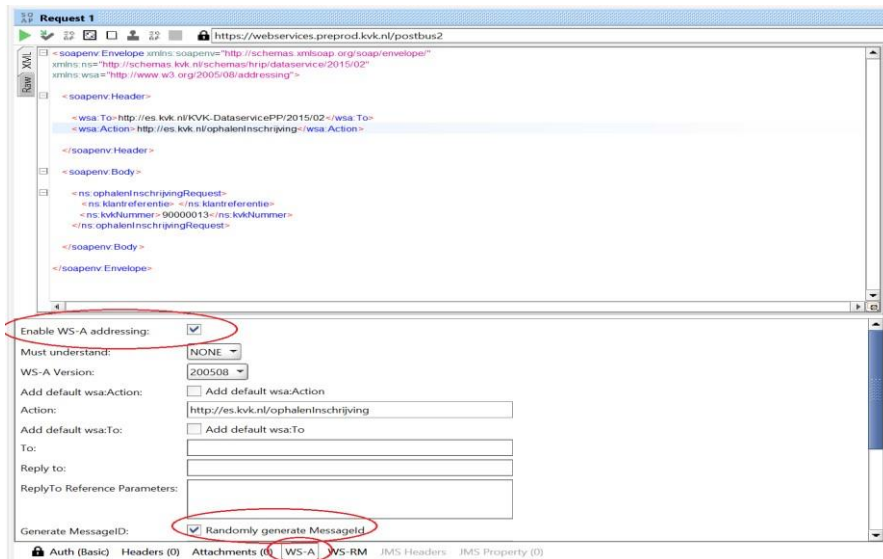 SO AP Request 1
https://webservices.preprod.kvk.nl/postbus2
XML
Raw
<soapenv:Envelope xmlns:soapenv="http://schemas.xmlsoap.org/soap/envelope/"
xmlns:ns="http://schemas.kvk.nl/schemas/hrip/dataservice/2015/02"
xmlns:wsa="http://www.w3.org/2005/08/addressing">
<soapenv:Header>
<wsa:To>http://es.kvk.nl/KVK-DataservicePP/2015/02</wsa:To>
<wsa:Action>http://es.kvk.nl/ophalenInschrijving</wsa:Action>
</soapenv:Header>
<soapenv:Body>
<ns:ophalenInschrijvingRequest>
<ns:klantreferentie> </ns:klantreferentie>
<ns:kvkNummer>90000013</ns:kvkNummer>
</ns:ophalenInschrijvingRequest>
</soapenv:Body>
</soapenv:Envelope>
Enable WS-A addressing:
Must understand: NONE
WS-A Version: 200508
Add default wsa:Action: Add default wsa:Action
Action: http://es.kvk.nl/ophalenInschrijving
Add default wsa:To: Add default wsa:To
To:
Reply to:
ReplyTo Reference Parameters:
Generate MessageID: Randomly generate MessageId
Auth (Basic) Headers (0) Attachments (0) WS-A WS-RM JMS Headers JMS Property (0)